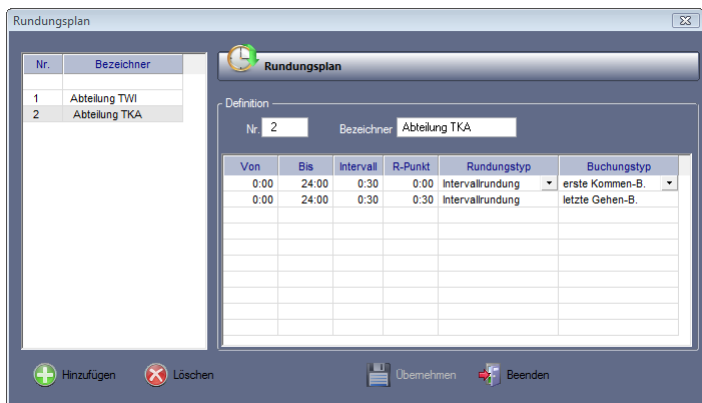 Rundungsplan
Nr. Bezeichner
1 Abteilung TWI
2 Abteilung TKA
Rundungsplan
Definition
Nr. 2 Bezeichner Abteilung TKA
Von Bis Intervall R-Punkt Rundungstyp Buchungstyp
0:00 24:00 0:30 0:00 Intervallrundung erste Kommen-B.
0:00 24:00 0:30 0:30 Intervallrundung letzte Gehen-B.
Hinzufügen Löschen Übernehmen Beenden